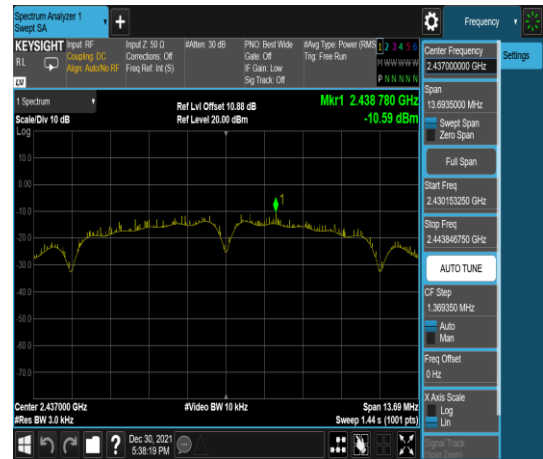 Spectrum Analyzer 1
Swept SA
Frequency
KEYSIGHT
RL
Input: RF
Coupling: DC
Align: Auto/No RF
Input Z: 50 Ω
Corrections: Off
Freq Ref: Int (S)
#Atten: 30 dB
PNO: Best Wide
Gate: Off
IF Gain: Low
Sig Track: Off
#Avg Type: Power (RMS
Trig: Free Run
1 2 3 4 5 6
M W W W W W
P N N N N N
1 Spectrum
Scale/Div 10 dB
Ref Lvl Offset 10.88 dB
Ref Level 20.00 dBm
Mkr1 2.438 780 GHz
-10.59 dBm
Log
10.0
0.00
-10.0
-20.0
-30.0
-40.0
-50.0
-60.0
-70.0
1
Center 2.437000 GHz
#Res BW 3.0 kHz
#Video BW 10 kHz
Span 13.69 MHz
Sweep 1.44 s (1001 pts)
Dec 30, 2021
5:38:19 PM
Settings
Center Frequency
2.437000000 GHz
Span
13.6935000 MHz
Swept Span
Zero Span
Full Span
Start Freq
2.430153250 GHz
Stop Freq
2.443846750 GHz
AUTO TUNE
CF Step
1.369350 MHz
Auto
Man
Freq Offset
0 Hz
X Axis Scale
Log
Lin
Signal Track
(Span Zoom)